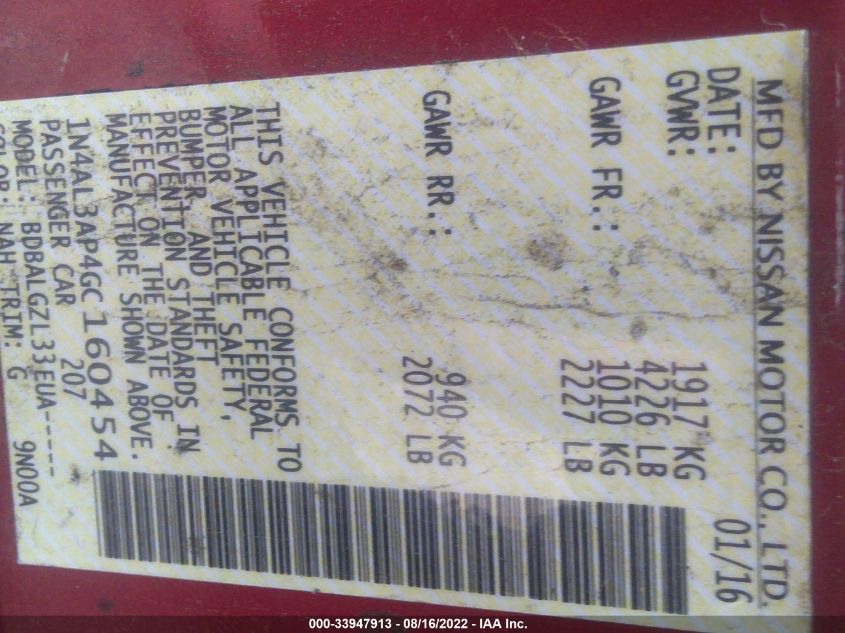 MFD BY NISSAN MOTOR CO., LTD.
DATE: 01/16
GVWR: 1917 KG
4226 LB
GAWR FR.: 1010 KG
2227 LB
GAWR RR.: 940 KG
2072 LB
THIS VEHICLE CONFORMS TO
ALL APPLICABLE FEDERAL
MOTOR VEHICLE SAFETY,
BUMPER, AND THEFT
PREVENTION STANDARDS IN
EFFECT ON THE DATE OF
MANUFACTURE SHOWN ABOVE.
1N4AL3AP4GC160454
PASSENGER CAR 207
MODEL: BDBALGZL33EUA----- 9N00A
COLOR: NAH TRIM: G
000-33947913 - 08/16/2022 - IAA Inc.